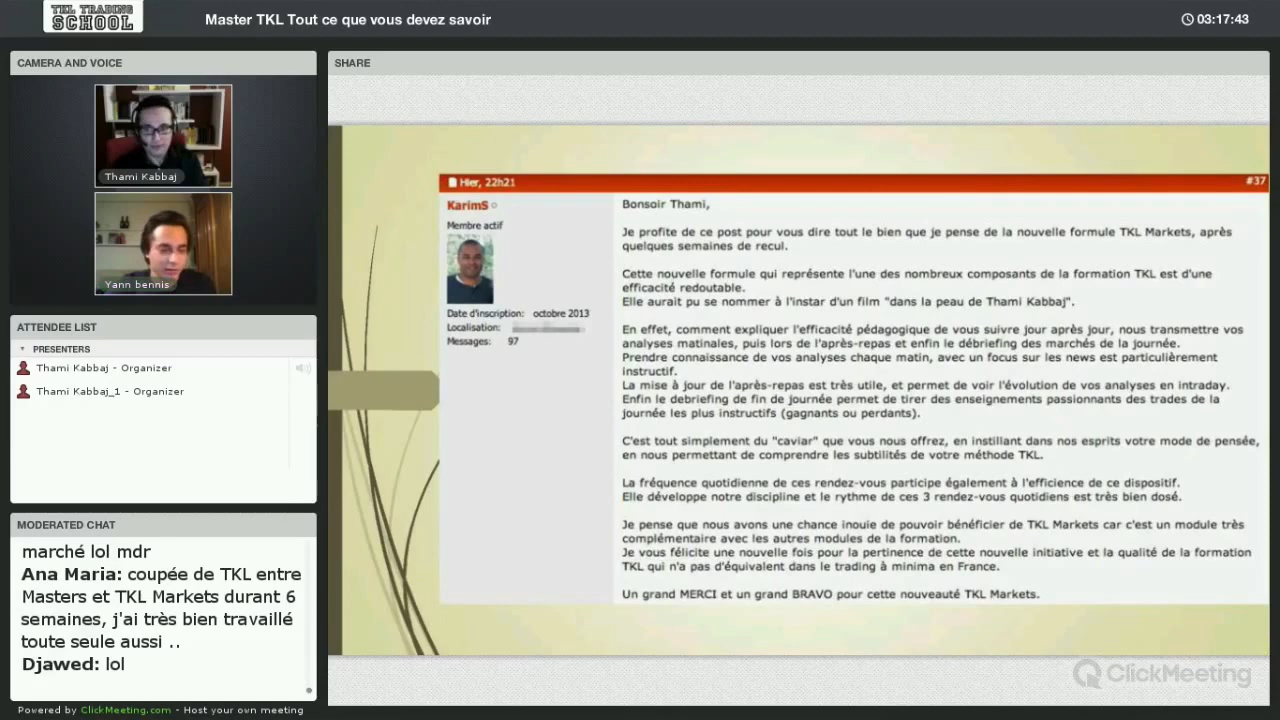 TKL TRADING
SCHOOL
Master TKL Tout ce que vous devez savoir
03:17:43
CAMERA AND VOICE
Thami Kabbaj
Yann bennis
ATTENDEE LIST
PRESENTERS
Thami Kabbaj - Organizer
Thami Kabbaj_1 - Organizer
MODERATED CHAT
marché lol mdr
Ana Maria: coupée de TKL entre
Masters et TKL Markets durant 6
semaines, j'ai très bien travaillé
toute seule aussi ..
Djawed: lol
Powered by ClickMeeting.com - Host your own meeting
SHARE
Hier, 22h21
#37
KarimS
Membre actif
Date d'inscription: octobre 2013
Localisation:
Messages: 97
Bonsoir Thami,
Je profite de ce post pour vous dire tout le bien que je pense de la nouvelle formule TKL Markets, après
quelques semaines de recul.
Cette nouvelle formule qui représente l'une des nombreux composants de la formation TKL est d'une
efficacité redoutable.
Elle aurait pu se nommer à l'instar d'un film "dans la peau de Thami Kabbaj".
En effet, comment expliquer l'efficacité pédagogique de vous suivre jour après jour, nous transmettre vos
analyses matinales, puis lors de l'après-repas et enfin le débriefing des marchés de la journée.
Prendre connaissance de vos analyses chaque matin, avec un focus sur les news est particulièrement
instructif.
La mise à jour de l'après-repas est très utile, et permet de voir l'évolution de vos analyses en intraday.
Enfin le debriefing de fin de journée permet de tirer des enseignements passionnants des trades de la
journée les plus instructifs (gagnants ou perdants).
C'est tout simplement du "caviar" que vous nous offrez, en instillant dans nos esprits votre mode de pensée,
en nous permettant de comprendre les subtilités de votre méthode TKL.
La fréquence quotidienne de ces rendez-vous participe également à l'efficience de ce dispositif.
Elle développe notre discipline et le rythme de ces 3 rendez-vous quotidiens est très bien dosé.
Je pense que nous avons une chance inouie de pouvoir bénéficier de TKL Markets car c'est un module très
complémentaire avec les autres modules de la formation.
Je vous félicite une nouvelle fois pour la pertinence de cette nouvelle initiative et la qualité de la formation
TKL qui n'a pas d'équivalent dans le trading à minima en France.
Un grand MERCI et un grand BRAVO pour cette nouveauté TKL Markets.
ClickMeeting